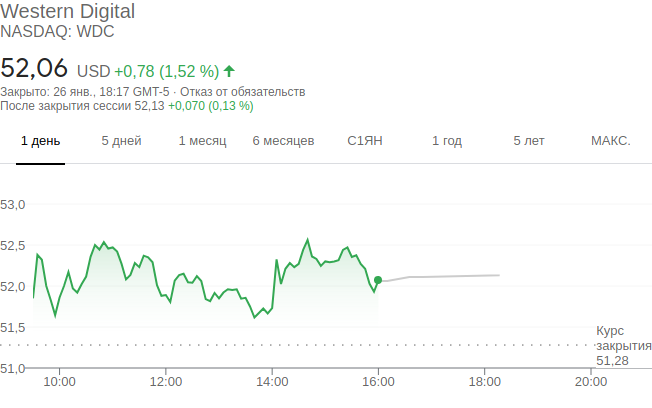 Western Digital
NASDAQ: WDC
52,06 USD +0,78 (1,52 %)
Закрыто: 26 янв., 18:17 GMT-5 · Отказ от обязательств
После закрытия сессии 52,13 +0,070 (0,13 %)
1 день 5 дней 1 месяц 6 месяцев С1ЯН 1 год 5 лет МАКС.
53,0
52,5
52,0
51,5
Курс
закрытия
51,28
51,0
10:00 12:00 14:00 16:00 18:00 20:00